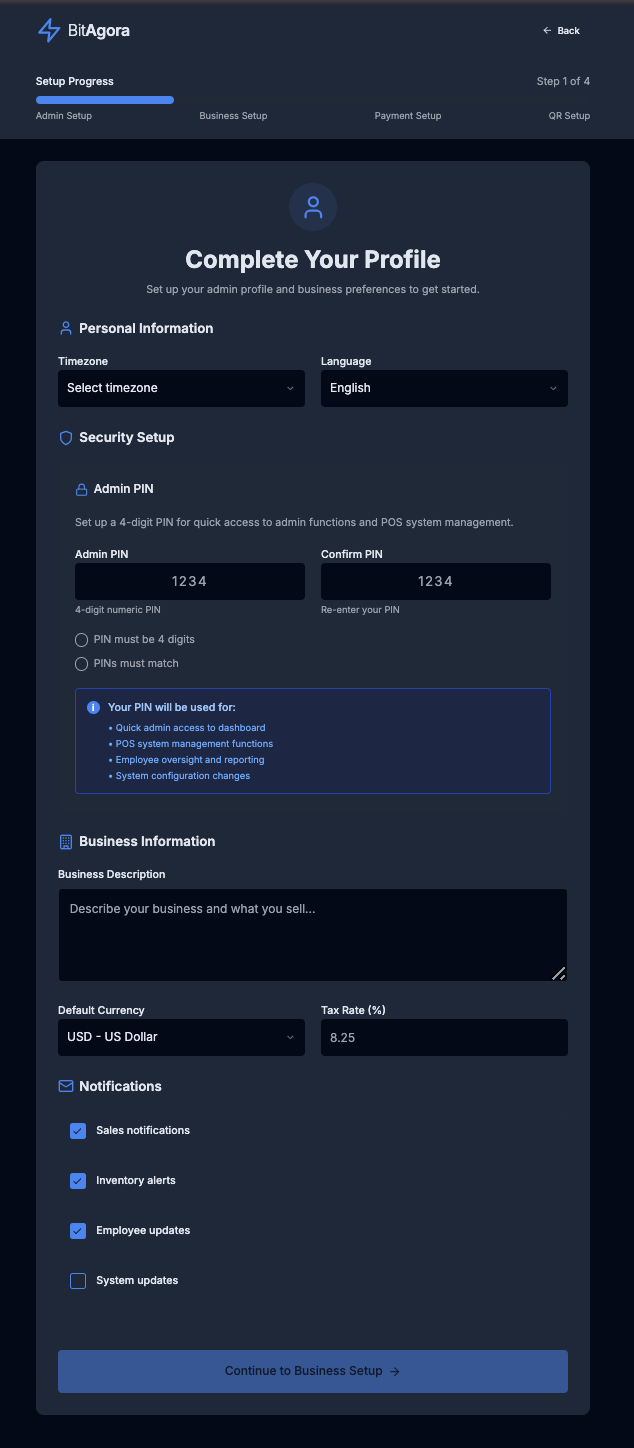 BitAgora
← Back
Setup Progress
Step 1 of 4
Admin Setup
Business Setup
Payment Setup
QR Setup
Complete Your Profile
Set up your admin profile and business preferences to get started.
Personal Information
Timezone
Language
Select timezone
English
Security Setup
Admin PIN
Set up a 4-digit PIN for quick access to admin functions and POS system management.
Admin PIN
Confirm PIN
1234
1234
4-digit numeric PIN
Re-enter your PIN
PIN must be 4 digits
PINs must match
Your PIN will be used for:
• Quick admin access to dashboard
• POS system management functions
• Employee oversight and reporting
• System configuration changes
Business Information
Business Description
Describe your business and what you sell...
Default Currency
Tax Rate (%)
USD - US Dollar
8.25
Notifications
Sales notifications
Inventory alerts
Employee updates
System updates
Continue to Business Setup →